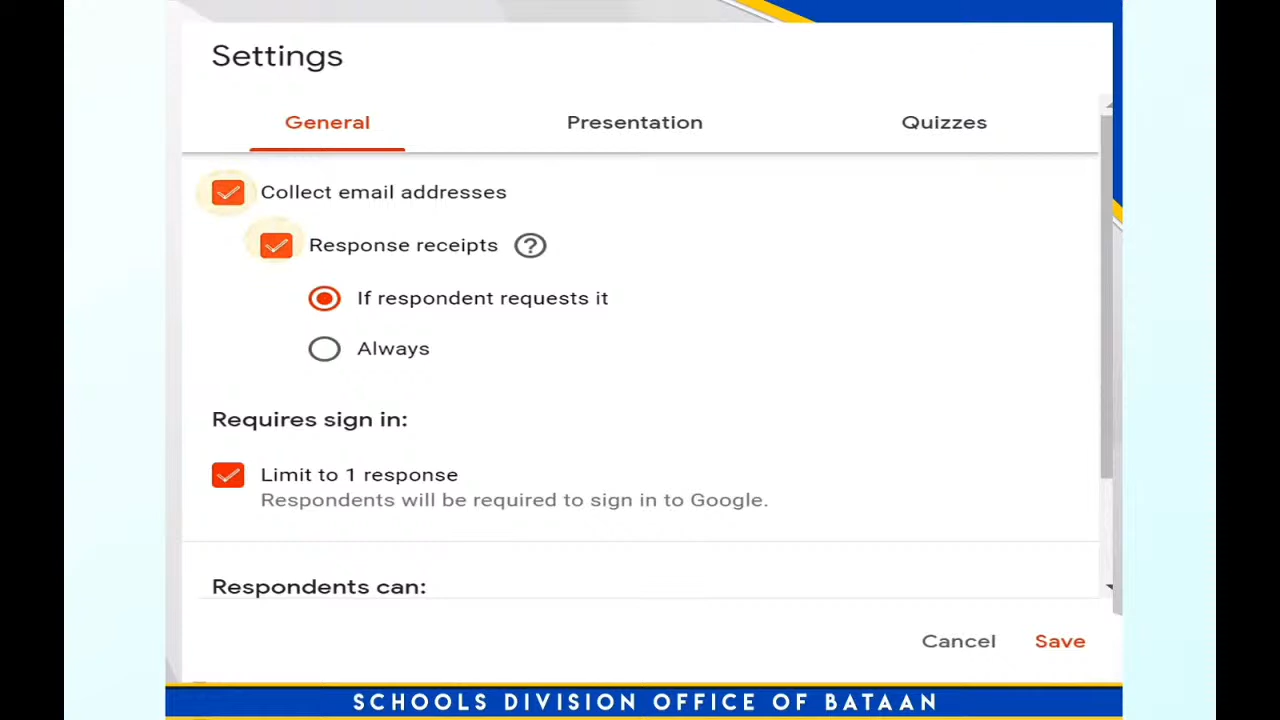 Settings
General Presentation Quizzes
Collect email addresses
Response receipts ?
If respondent requests it
Always
Requires sign in:
Limit to 1 response
Respondents will be required to sign in to Google.
Respondents can:
Cancel Save
SCHOOLS DIVISION OFFICE OF BATAAN